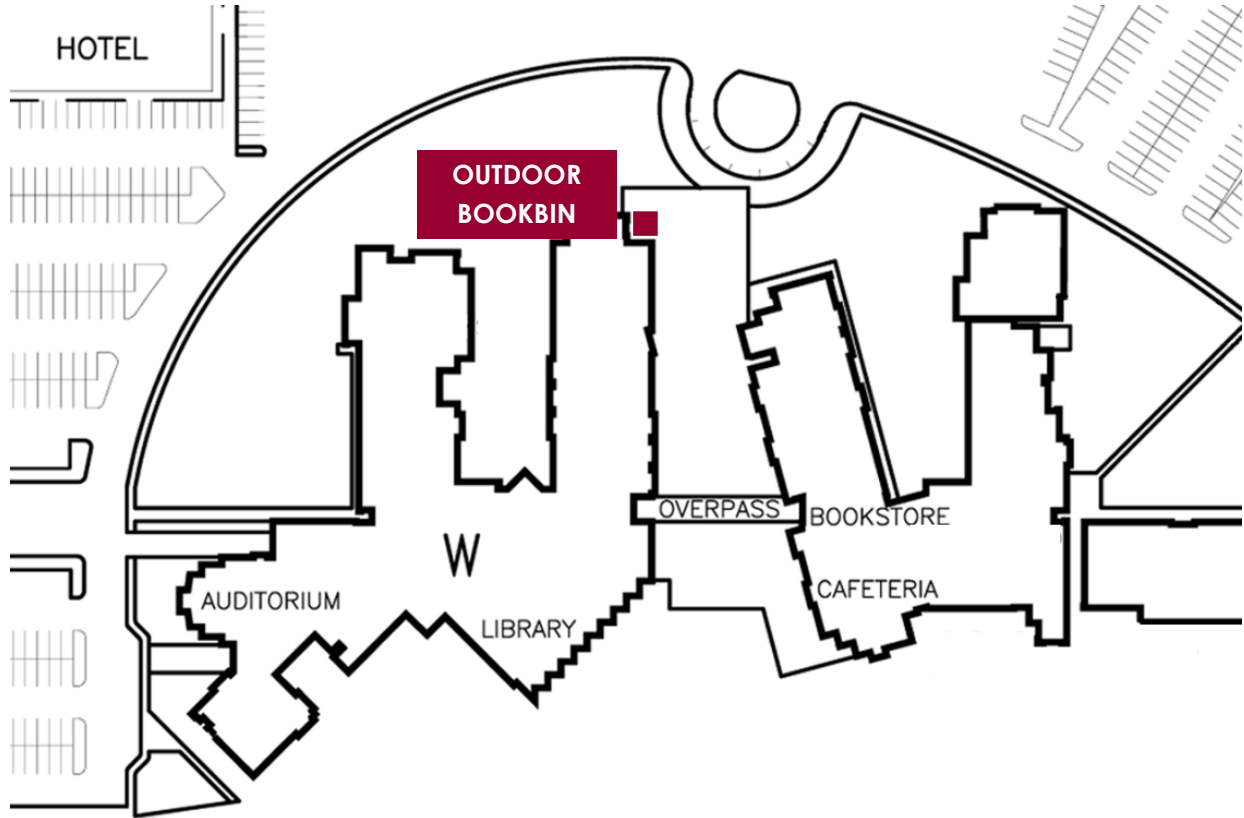 HOTEL
OUTDOOR
BOOKBIN
OVERPASS
BOOKSTORE
W
CAFETERIA
AUDITORIUM
LIBRARY